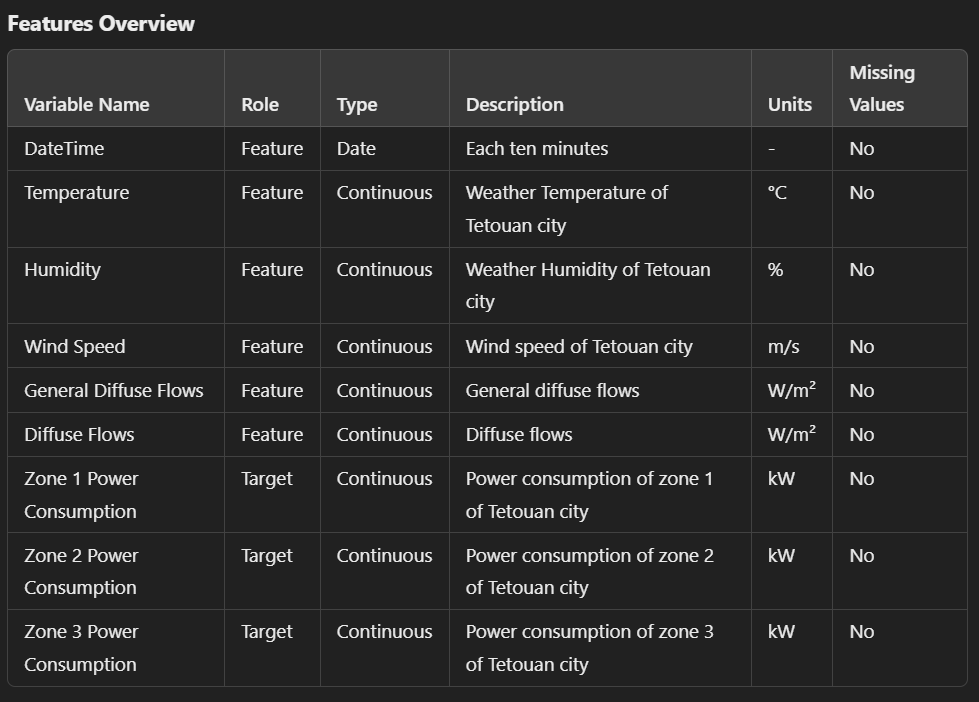 Features Overview
Variable Name Role Type Description Units Missing Values
DateTime Feature Date Each ten minutes - No
Temperature Feature Continuous Weather Temperature of Tetouan city °C No
Humidity Feature Continuous Weather Humidity of Tetouan city % No
Wind Speed Feature Continuous Wind speed of Tetouan city m/s No
General Diffuse Flows Feature Continuous General diffuse flows W/m² No
Diffuse Flows Feature Continuous Diffuse flows W/m² No
Zone 1 Power Consumption Target Continuous Power consumption of zone 1 of Tetouan city kW No
Zone 2 Power Consumption Target Continuous Power consumption of zone 2 of Tetouan city kW No
Zone 3 Power Consumption Target Continuous Power consumption of zone 3 of Tetouan city kW No